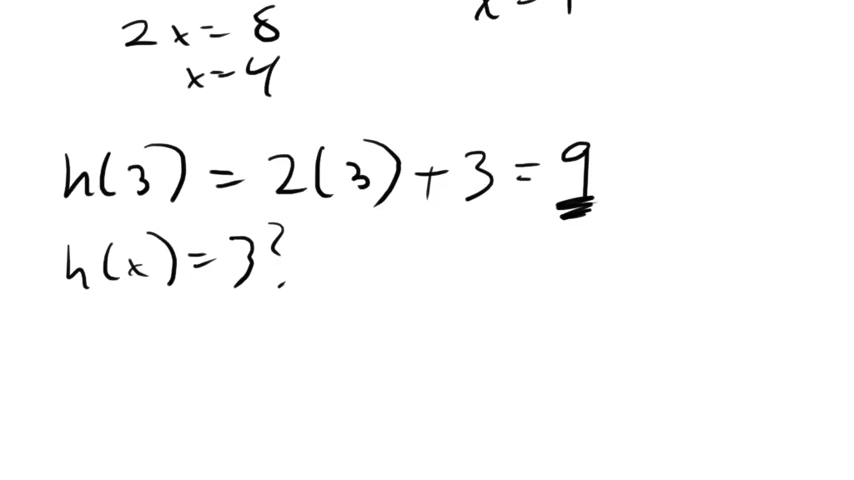 2x = 8
x = 4
h(3) = 2(3) + 3 = 9
h(x) = 3?